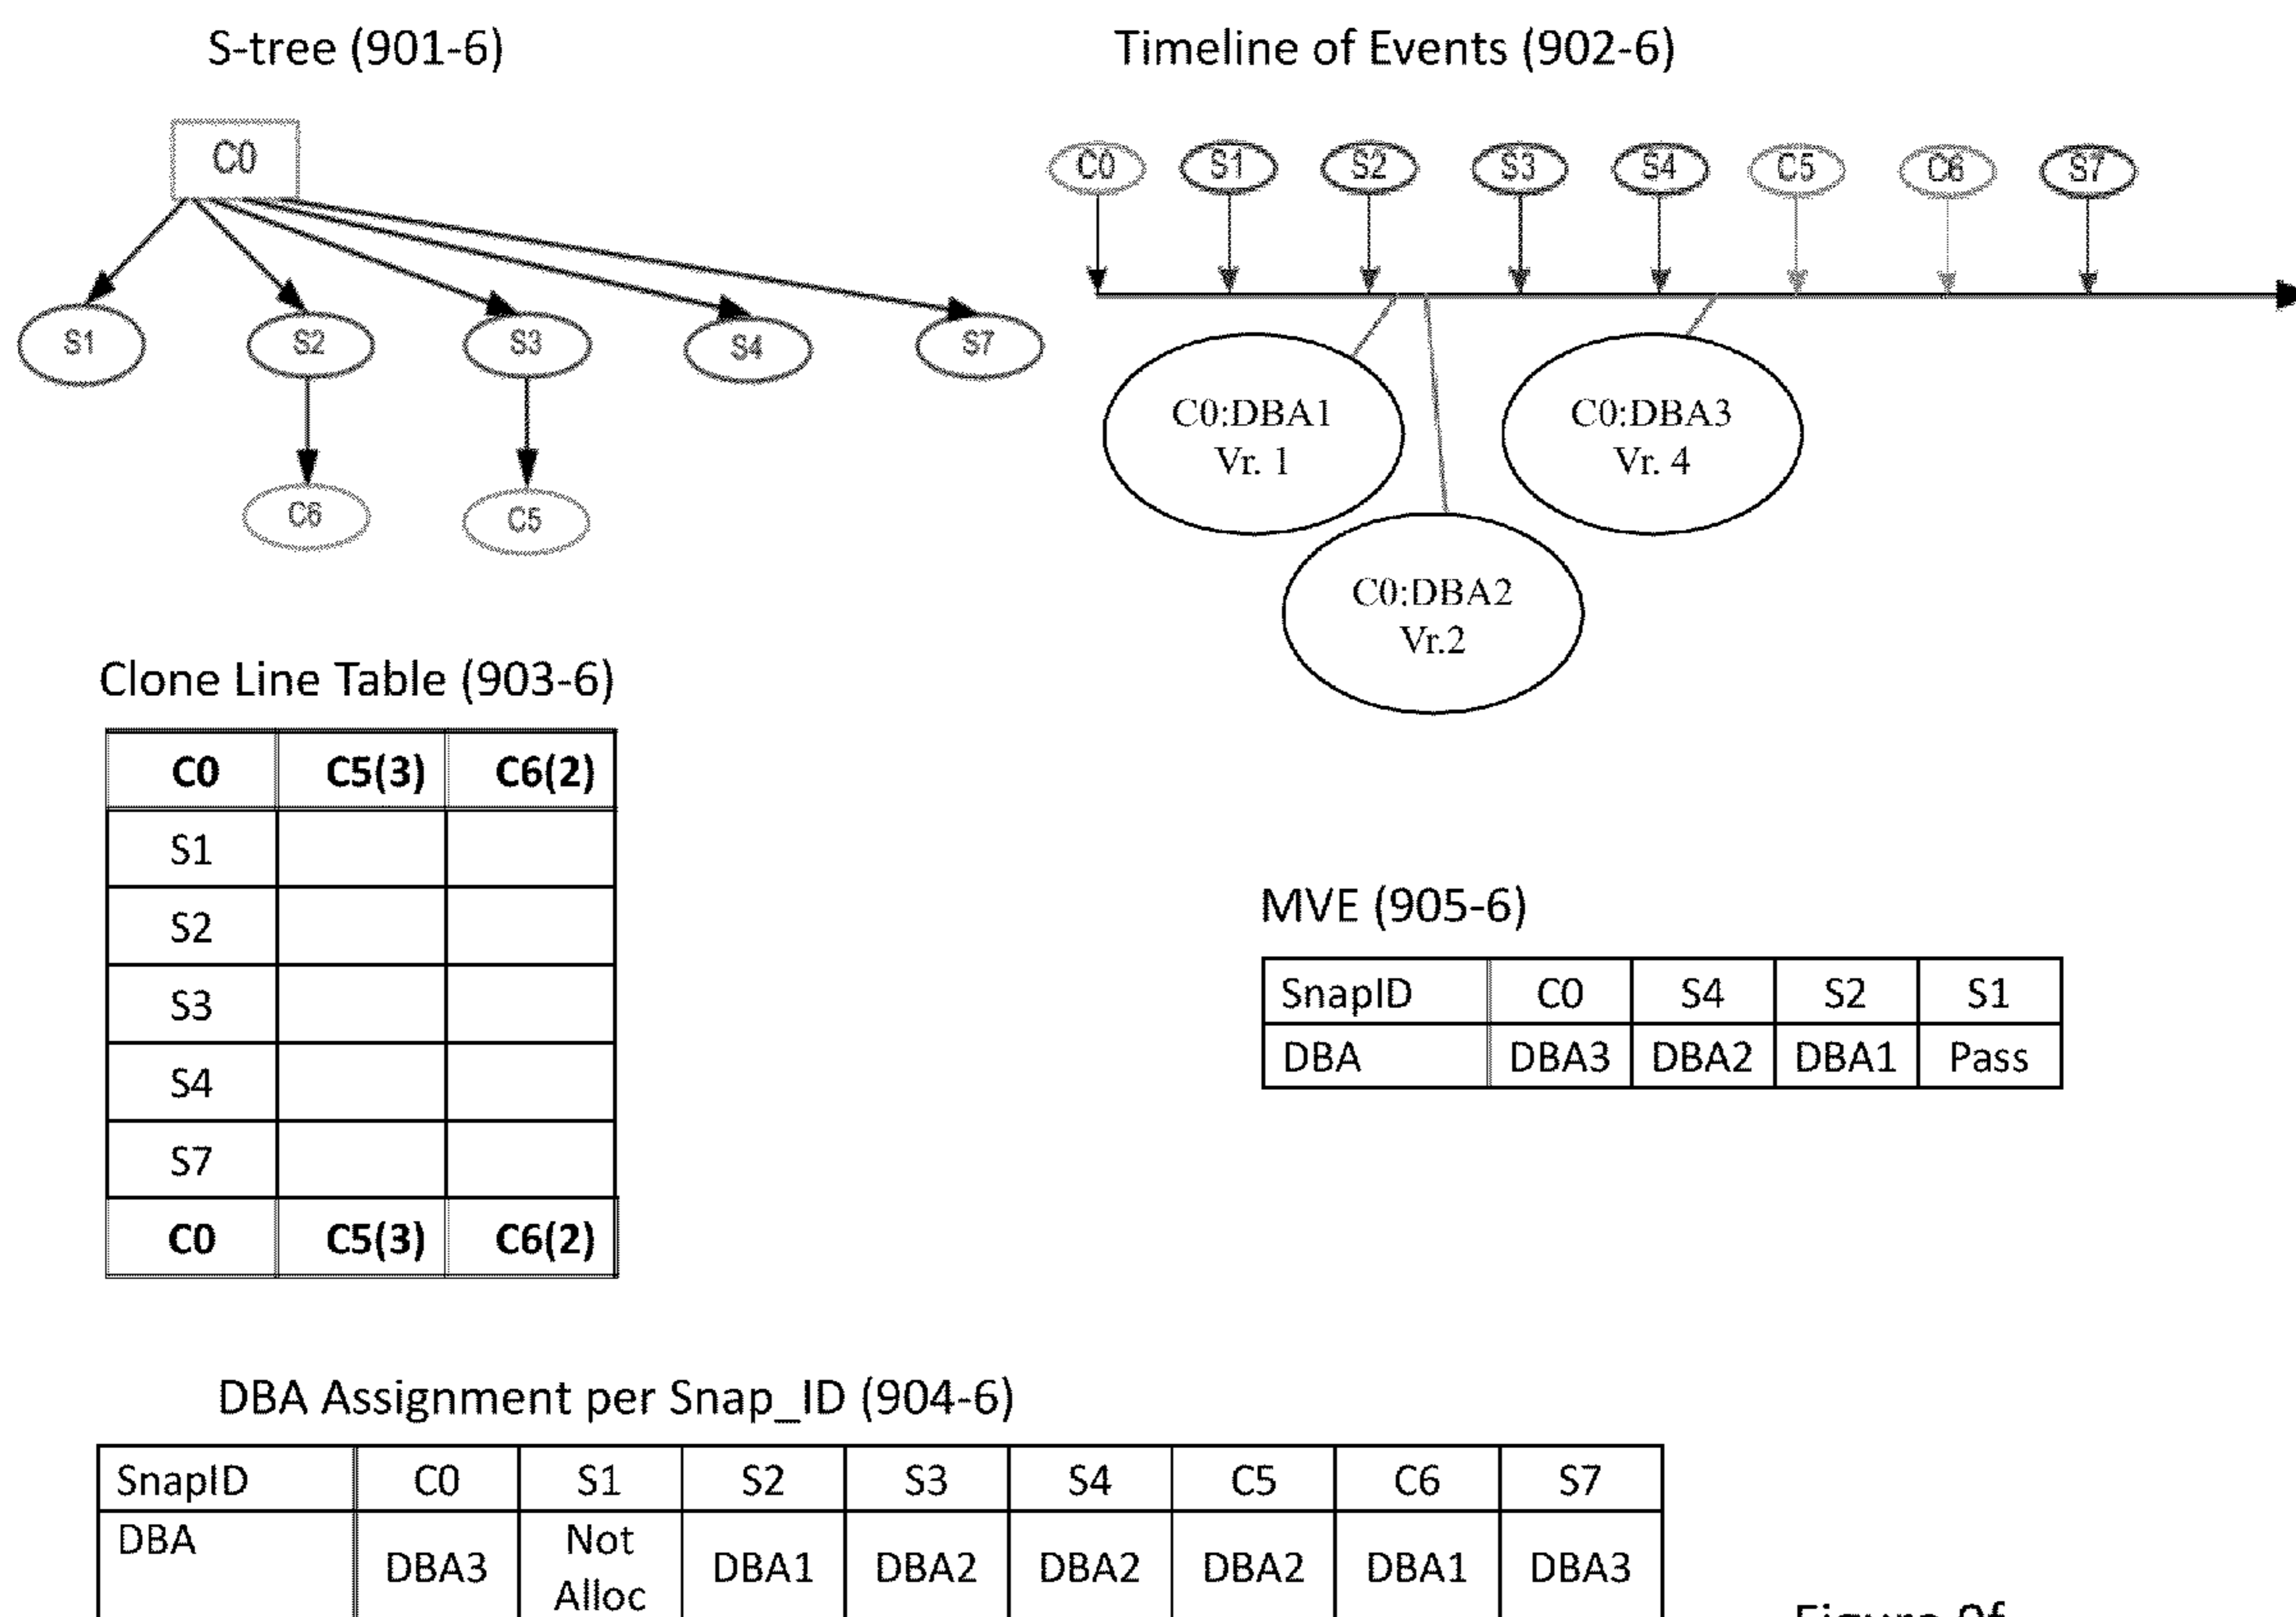 S-tree (901-6)
C0
S1
S2
S3
S4
S7
C6
C5
Timeline of Events (902-6)
C0
S1
S2
S3
S4
C5
C6
S7
C0:DBA1
Vr. 1
C0:DBA3
Vr. 4
C0:DBA2
Vr.2
Clone Line Table (903-6)
C0 C5(3) C6(2)
S1
S2
S3
S4
S7
C0 C5(3) C6(2)
MVE (905-6)
SnapID C0 S4 S2 S1
DBA DBA3 DBA2 DBA1 Pass
DBA Assignment per Snap_ID (904-6)
SnapID C0 S1 S2 S3 S4 C5 C6 S7
DBA DBA3 Not Alloc DBA1 DBA2 DBA2 DBA2 DBA1 DBA3
Figure 9f